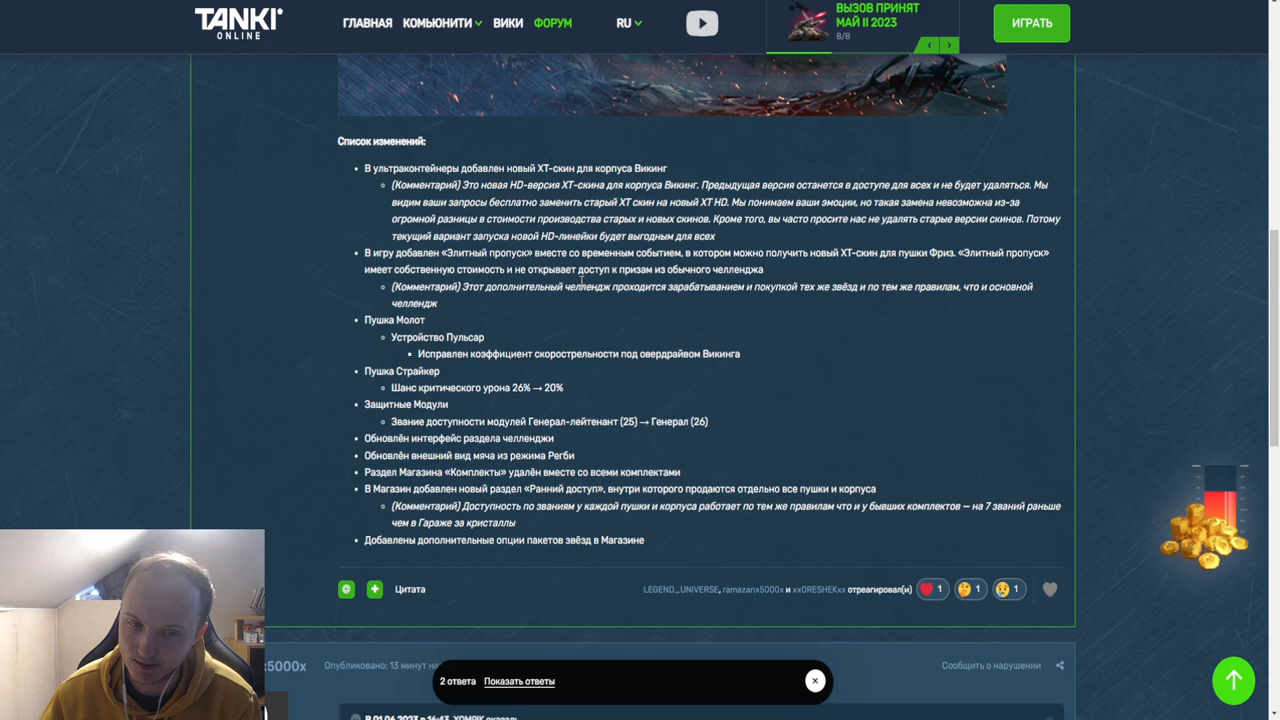 TANKI
ONLINE
ГЛАВНАЯ КОМЬЮНИТИ ВИКИ ФОРУМ RU
ВЫЗОВ ПРИНЯТ
МАЙ II 2023
8/8
ИГРАТЬ
Список изменений:
В ультраконтейнеры добавлен новый XT-скин для корпуса Викинг
(Комментарий) Это новая HD-версия XT-скина для корпуса Викинг. Предыдущая версия останется в доступе для всех и не будет удаляться. Мы
видим ваши запросы бесплатно заменить старый XT скин на новый XT HD. Мы понимаем ваши эмоции, но такая замена невозможна из-за
огромной разницы в стоимости производства старых и новых скинов. Кроме того, вы часто просите нас не удалять старые версии скинов. Потому
текущий вариант запуска новой HD-линейки будет выгодным для всех
В игру добавлен «Элитный пропуск» вместе со временным событием, в котором можно получить новый XT-скин для пушки Фриз. «Элитный пропуск»
имеет собственную стоимость и не открывает доступ к призам из обычного челленджа
(Комментарий) Этот дополнительный челлендж проходится зарабатыванием и покупкой тех же звёзд и по тем же правилам, что и основной
челлендж
Пушка Молот
Устройство Пульсар
Исправлен коэффициент скорострельности под овердрайвом Викинга
Пушка Страйкер
Шанс критического урона 26% → 20%
Защитные Модули
Звание доступности модулей Генерал-лейтенант (25) → Генерал (26)
Обновлён интерфейс раздела челленджи
Обновлён внешний вид мяча из режима Регби
Раздел Магазина «Комплекты» удалён вместе со всеми комплектами
В Магазин добавлен новый раздел «Ранний доступ», внутри которого продаются отдельно все пушки и корпуса
(Комментарий) Доступность по званиям у каждой пушки и корпуса работает по тем же правилам что и у бывших комплектов — на 7 званий раньше
чем в Гараже за кристаллы
Добавлены дополнительные опции пакетов звёзд в Магазине
Цитата LEGEND_UNIVERSE, ramazanx5000x и xxORESHEKxx отреагировал(и) 1 1 1
x5000x Опубликовано: 13 минут на Сообщить о нарушении
2 ответа Показать ответы
В 01.06.2023 в 16:43,